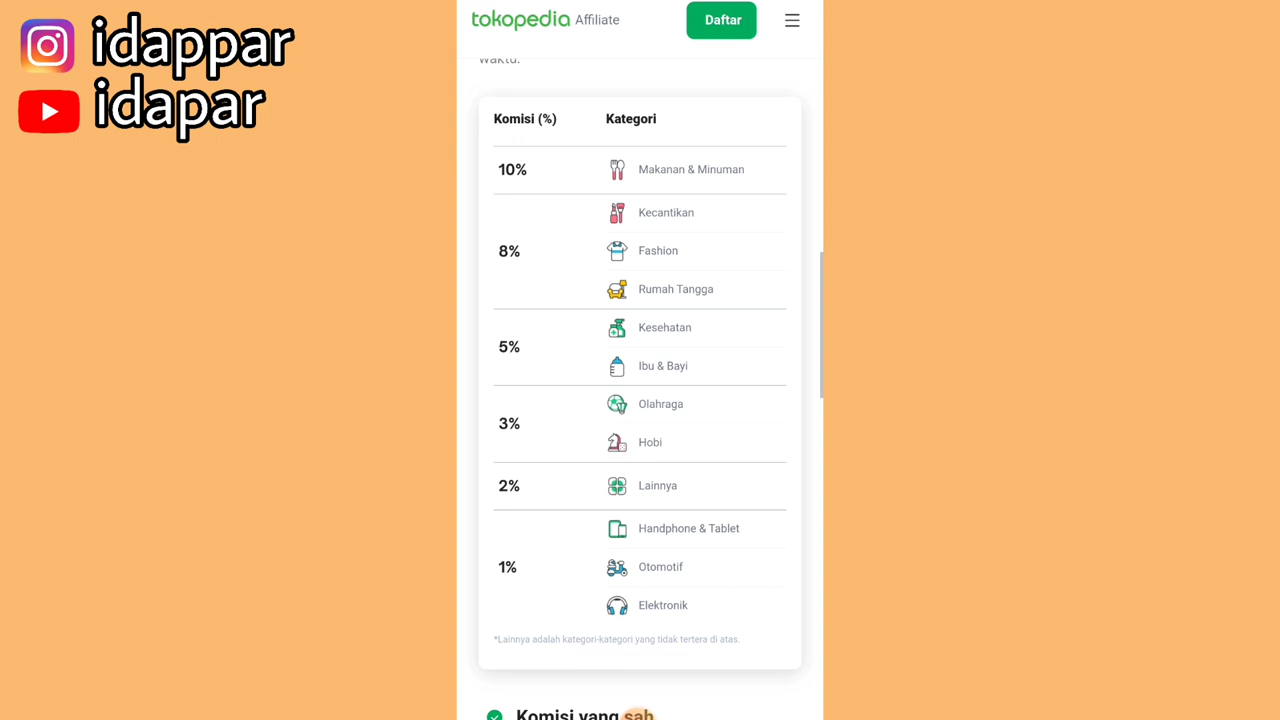 idappar
idapar
tokopedia Affiliate
Daftar
waktu.
Komisi (%) Kategori
10% Makanan & Minuman
Kecantikan
8% Fashion
Rumah Tangga
Kesehatan
5%
Ibu & Bayi
Olahraga
3%
Hobi
2% Lainnya
Handphone & Tablet
1% Otomotif
Elektronik
*Lainnya adalah kategori-kategori yang tidak tertera di atas.
Komisi yang sah